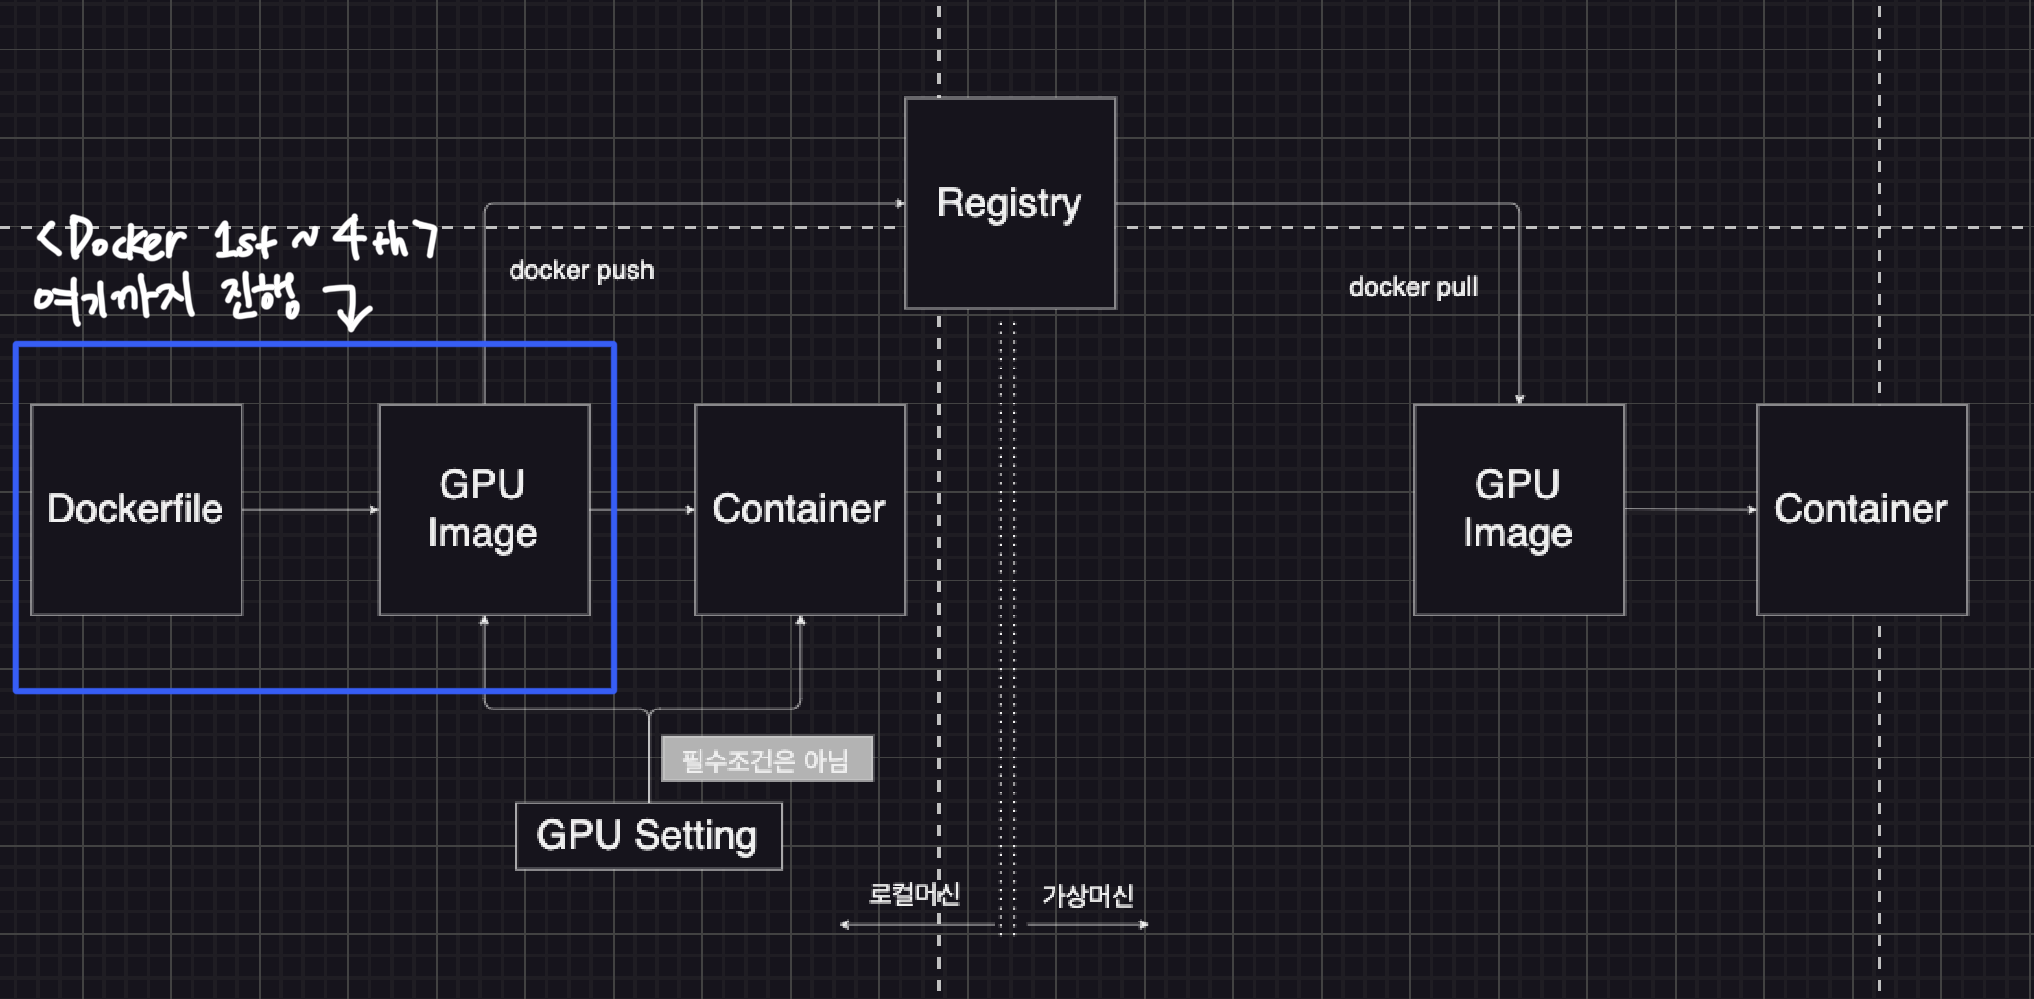 Registry
<Docker 1st ~ 4th>
여기까지 진행
docker push
docker pull
Dockerfile
GPU
Image
Container
GPU
Image
Container
필수조건은 아님
GPU Setting
로컬머신
가상머신